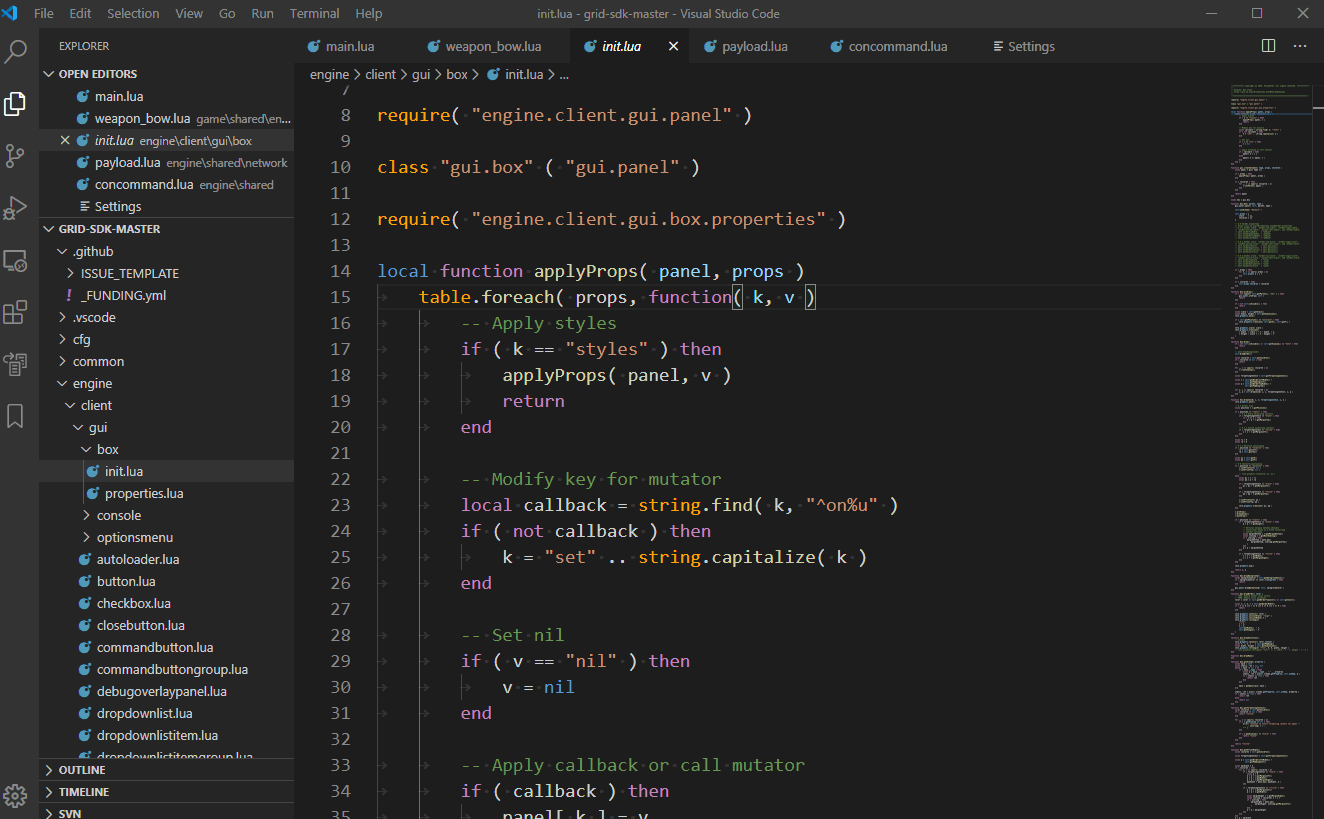 File Edit Selection View Go Run Terminal Help init.lua - grid-sdk-master - Visual Studio Code
EXPLORER
OPEN EDITORS
main.lua
weapon_bow.lua game\shared\en...
init.lua engine\client\gui\box
payload.lua engine\shared\network
concommand.lua engine\shared
Settings
GRID-SDK-MASTER
.github
ISSUE_TEMPLATE
! _FUNDING.yml
.vscode
cfg
common
engine
client
gui
box
init.lua
properties.lua
console
optionsmenu
autoloader.lua
button.lua
checkbox.lua
closebutton.lua
commandbutton.lua
commandbuttongroup.lua
debugoverlaypanel.lua
dropdownlist.lua
dropdownlistitem.lua
dropdownlistitemgroup.lua
OUTLINE
TIMELINE
SVN
main.lua weapon_bow.lua init.lua payload.lua concommand.lua Settings
engine > client > gui > box > init.lua > ...
7
8 require( "engine.client.gui.panel" )
9
10 class "gui.box" ( "gui.panel" )
11
12 require( "engine.client.gui.box.properties" )
13
14 local function applyProps( panel, props )
15 table.foreach( props, function( k, v )
16 -- Apply styles
17 if ( k == "styles" ) then
18 applyProps( panel, v )
19 return
20 end
21
22 -- Modify key for mutator
23 local callback = string.find( k, "^on%u" )
24 if ( not callback ) then
25 k = "set" .. string.capitalize( k )
26 end
27
28 -- Set nil
29 if ( v == "nil" ) then
30 v = nil
31 end
32
33 -- Apply callback or call mutator
34 if ( callback ) then
35 panel[ k ] = v